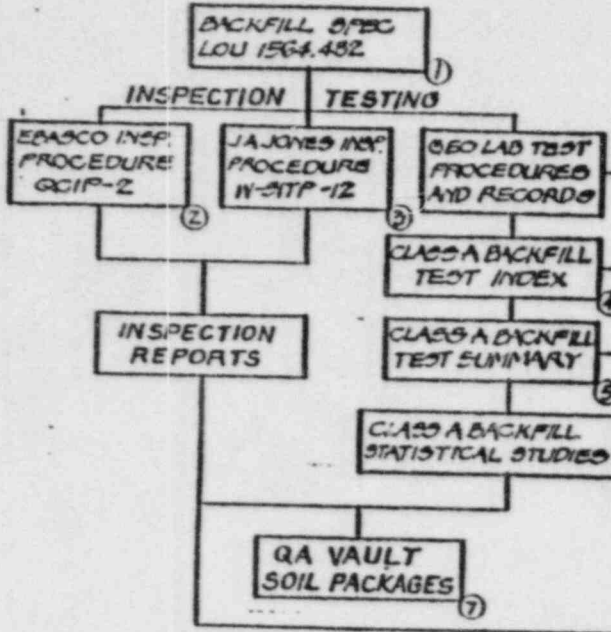 BACKFILL SPEC
LOU 1564.482
1
INSPECTION TESTING
EBASCO INSP.
PROCEDURE
QCIP-2
2
J A JONES INSP.
PROCEDURE
W-SITP-12
3
GEO LAB TEST
PROCEDURES
AND RECORDS
CLASS A BACKFILL
TEST INDEX
CLASS A BACKFILL
TEST SUMMARY
5
INSPECTION
REPORTS
CLASS A BACKFILL
STATISTICAL STUDIES
QA VAULT
SOIL PACKAGES
7